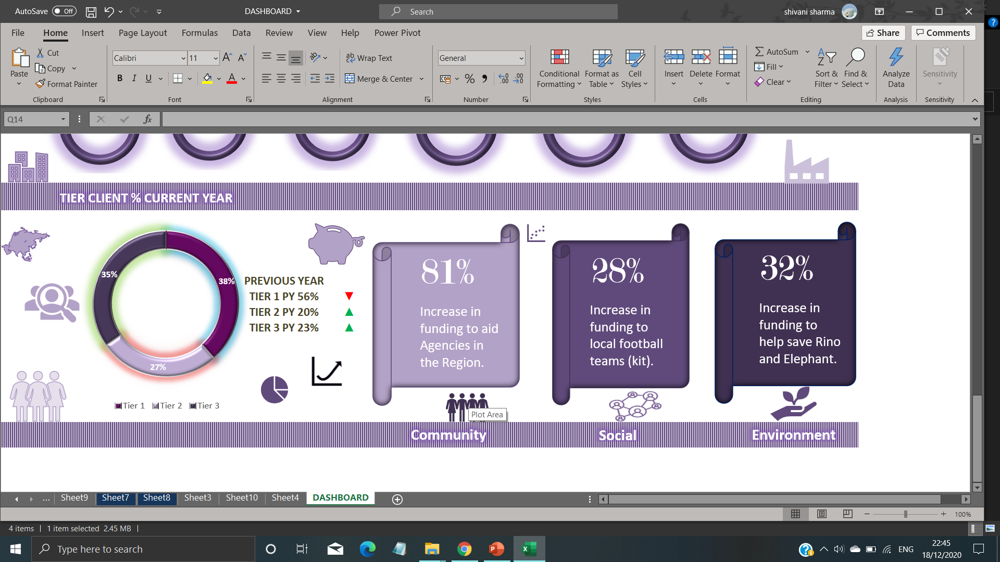 AutoSave Off DASHBOARD Search shivani sharma
File Home Insert Page Layout Formulas Data Review View Help Power Pivot Share Comments
Paste
Cut
Copy
Format Painter
Clipboard
Calibri 11
B I U A
Font
Wrap Text
Merge & Center
Alignment
General
% , .00
Number
Conditional
Formatting
Format as
Table
Cell
Styles
Styles
Insert
Delete
Format
Cells
AutoSum
Fill
Clear
Sort &
Filter
Find &
Select
Editing
Analyze
Data
Analysis
Sensitivity
Sensitivity
Q14 fx
TIER CLIENT % CURRENT YEAR
35%
38%
27%
Tier 1 Tier 2 Tier 3
PREVIOUS YEAR
TIER 1 PY 56%
TIER 2 PY 20%
TIER 3 PY 23%
81%
Increase in
funding to aid
Agencies in
the Region.
28%
Increase in
funding to
local football
teams (kit).
32%
Increase in
funding to
help save Rino
and Elephant.
Plot Area
Community Social Environment
... Sheet9 Sheet7 Sheet8 Sheet3 Sheet10 Sheet4 DASHBOARD
100%
4 items 1 item selected 2.45 MB
Type here to search
ENG
22:45
18/12/2020